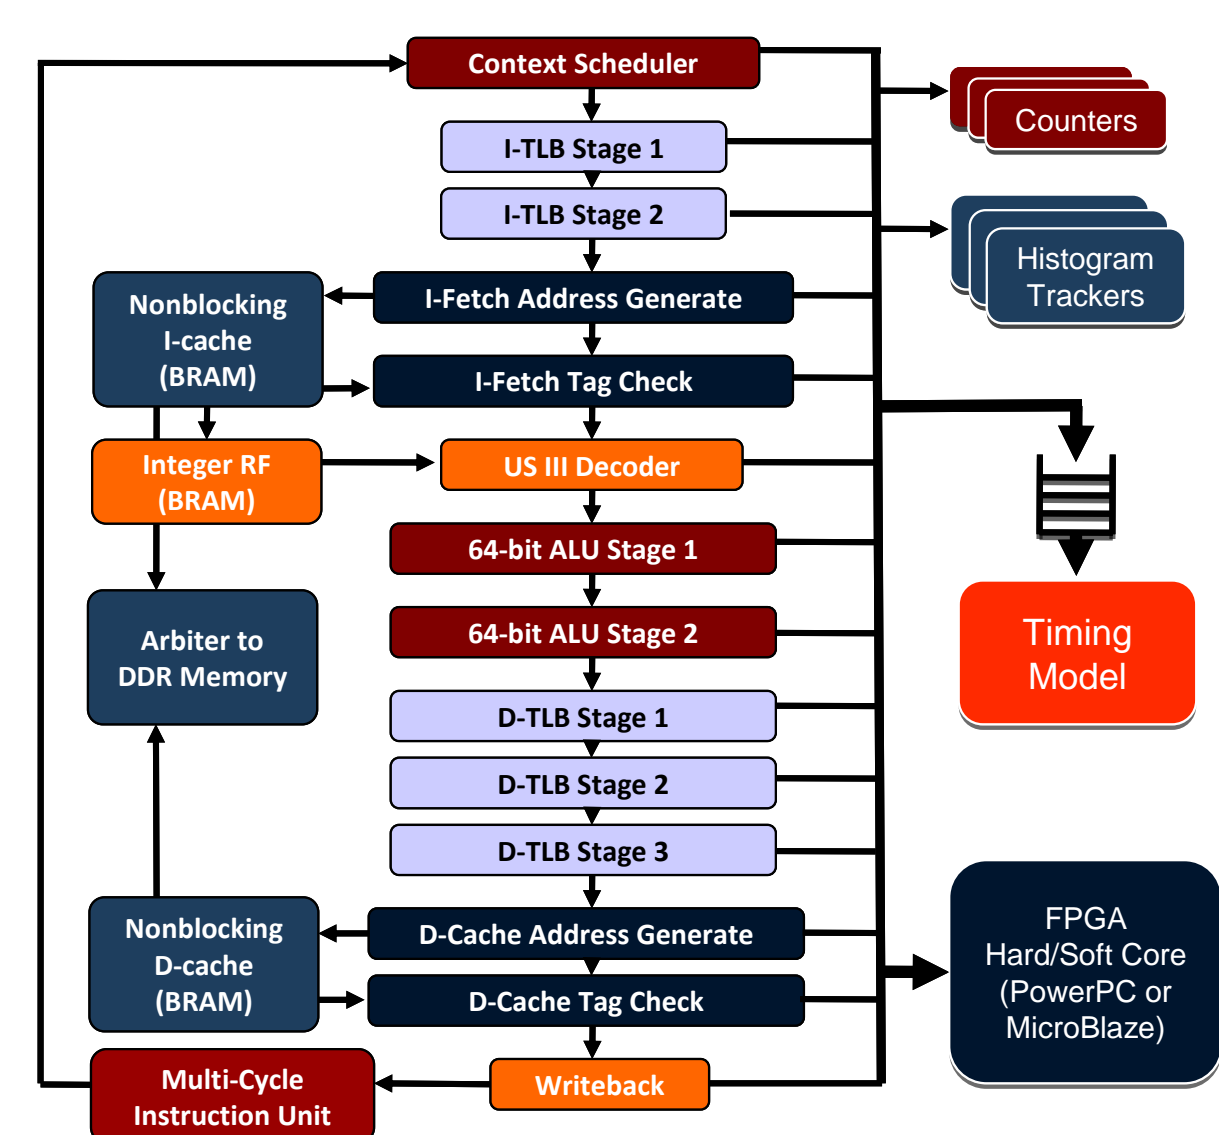 Context Scheduler
Counters
I-TLB Stage 1
I-TLB Stage 2
Histogram
Trackers
Nonblocking
I-cache
(BRAM)
I-Fetch Address Generate
I-Fetch Tag Check
Integer RF
(BRAM)
US III Decoder
64-bit ALU Stage 1
64-bit ALU Stage 2
Arbiter to
DDR Memory
Timing
Model
D-TLB Stage 1
D-TLB Stage 2
D-TLB Stage 3
Nonblocking
D-cache
(BRAM)
D-Cache Address Generate
D-Cache Tag Check
FPGA
Hard/Soft Core
(PowerPC or
MicroBlaze)
Multi-Cycle
Instruction Unit
Writeback